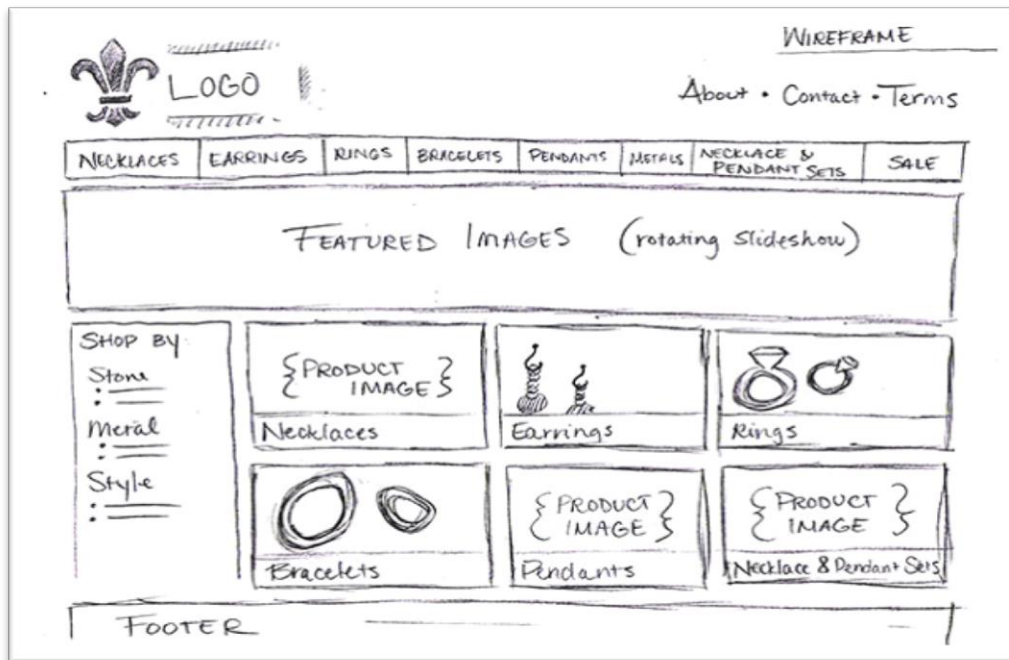 WIREFRAME
LOGO
About • Contact • Terms
NECKLACES EARRINGS RINGS BRACELETS PENDANTS METALS NECKLACE & PENDANT SETS SALE
FEATURED IMAGES (rotating Slideshow)
SHOP BY
Stone
Metal
Style
{PRODUCT
IMAGE}
Necklaces
Earrings
Rings
Bracelets
{PRODUCT
IMAGE}
Pendants
{PRODUCT
IMAGE}
Necklace & Pendant Sets
FOOTER